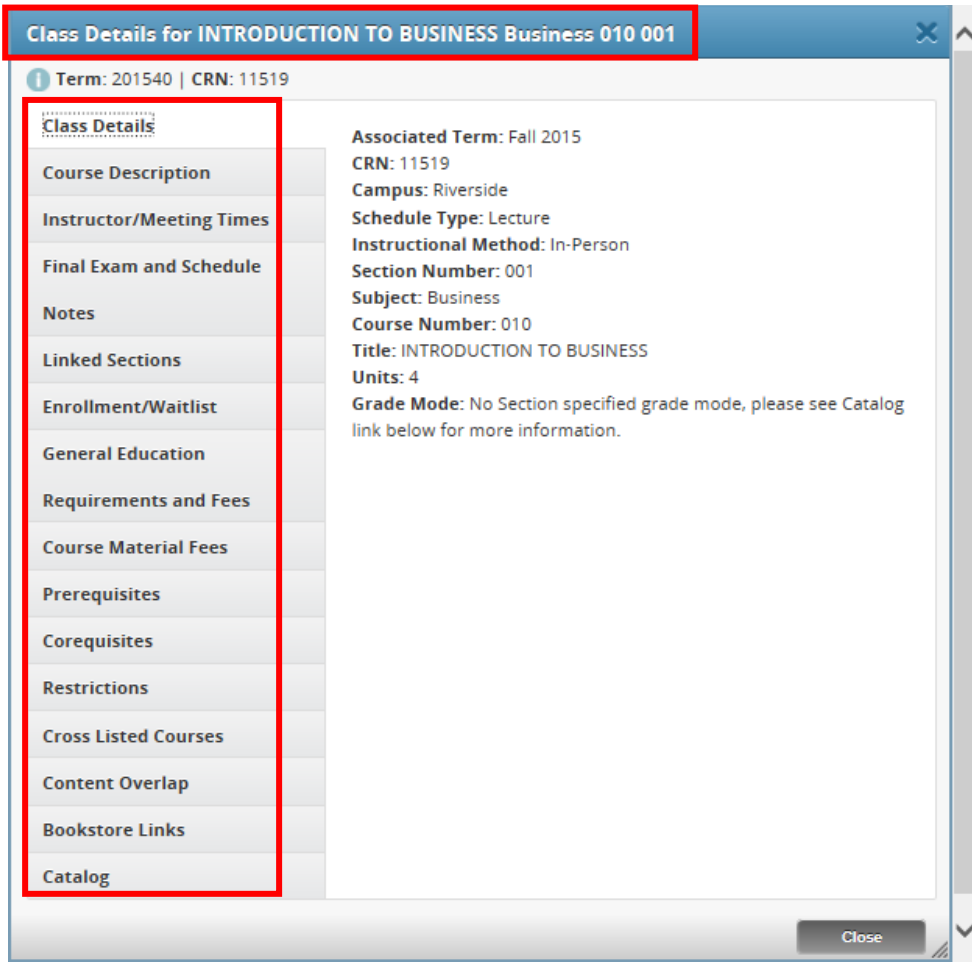 Class Details for INTRODUCTION TO BUSINESS Business 010 001
Term: 201540 | CRN: 11519
Class Details
Course Description
Instructor/Meeting Times
Final Exam and Schedule
Notes
Linked Sections
Enrollment/Waitlist
General Education
Requirements and Fees
Course Material Fees
Prerequisites
Corequisites
Restrictions
Cross Listed Courses
Content Overlap
Bookstore Links
Catalog
Associated Term: Fall 2015
CRN: 11519
Campus: Riverside
Schedule Type: Lecture
Instructional Method: In-Person
Section Number: 001
Subject: Business
Course Number: 010
Title: INTRODUCTION TO BUSINESS
Units: 4
Grade Mode: No Section specified grade mode, please see Catalog
link below for more information.
Close